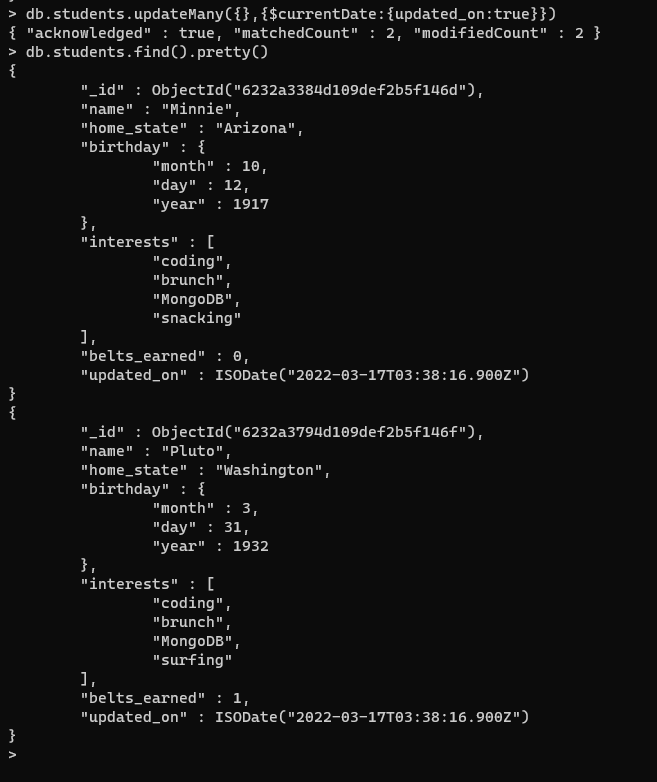 > db.students.updateMany({},{$currentDate:{updated_on:true}})
{ "acknowledged" : true, "matchedCount" : 2, "modifiedCount" : 2 }
> db.students.find().pretty()
{
        "_id" : ObjectId("6232a3384d109def2b5f146d"),
        "name" : "Minnie",
        "home_state" : "Arizona",
        "birthday" : {
                "month" : 10,
                "day" : 12,
                "year" : 1917
        },
        "interests" : [
                "coding",
                "brunch",
                "MongoDB",
                "snacking"
        ],
        "belts_earned" : 0,
        "updated_on" : ISODate("2022-03-17T03:38:16.900Z")
}
{
        "_id" : ObjectId("6232a3794d109def2b5f146f"),
        "name" : "Pluto",
        "home_state" : "Washington",
        "birthday" : {
                "month" : 3,
                "day" : 31,
                "year" : 1932
        },
        "interests" : [
                "coding",
                "brunch",
                "MongoDB",
                "surfing"
        ],
        "belts_earned" : 1,
        "updated_on" : ISODate("2022-03-17T03:38:16.900Z")
}
>